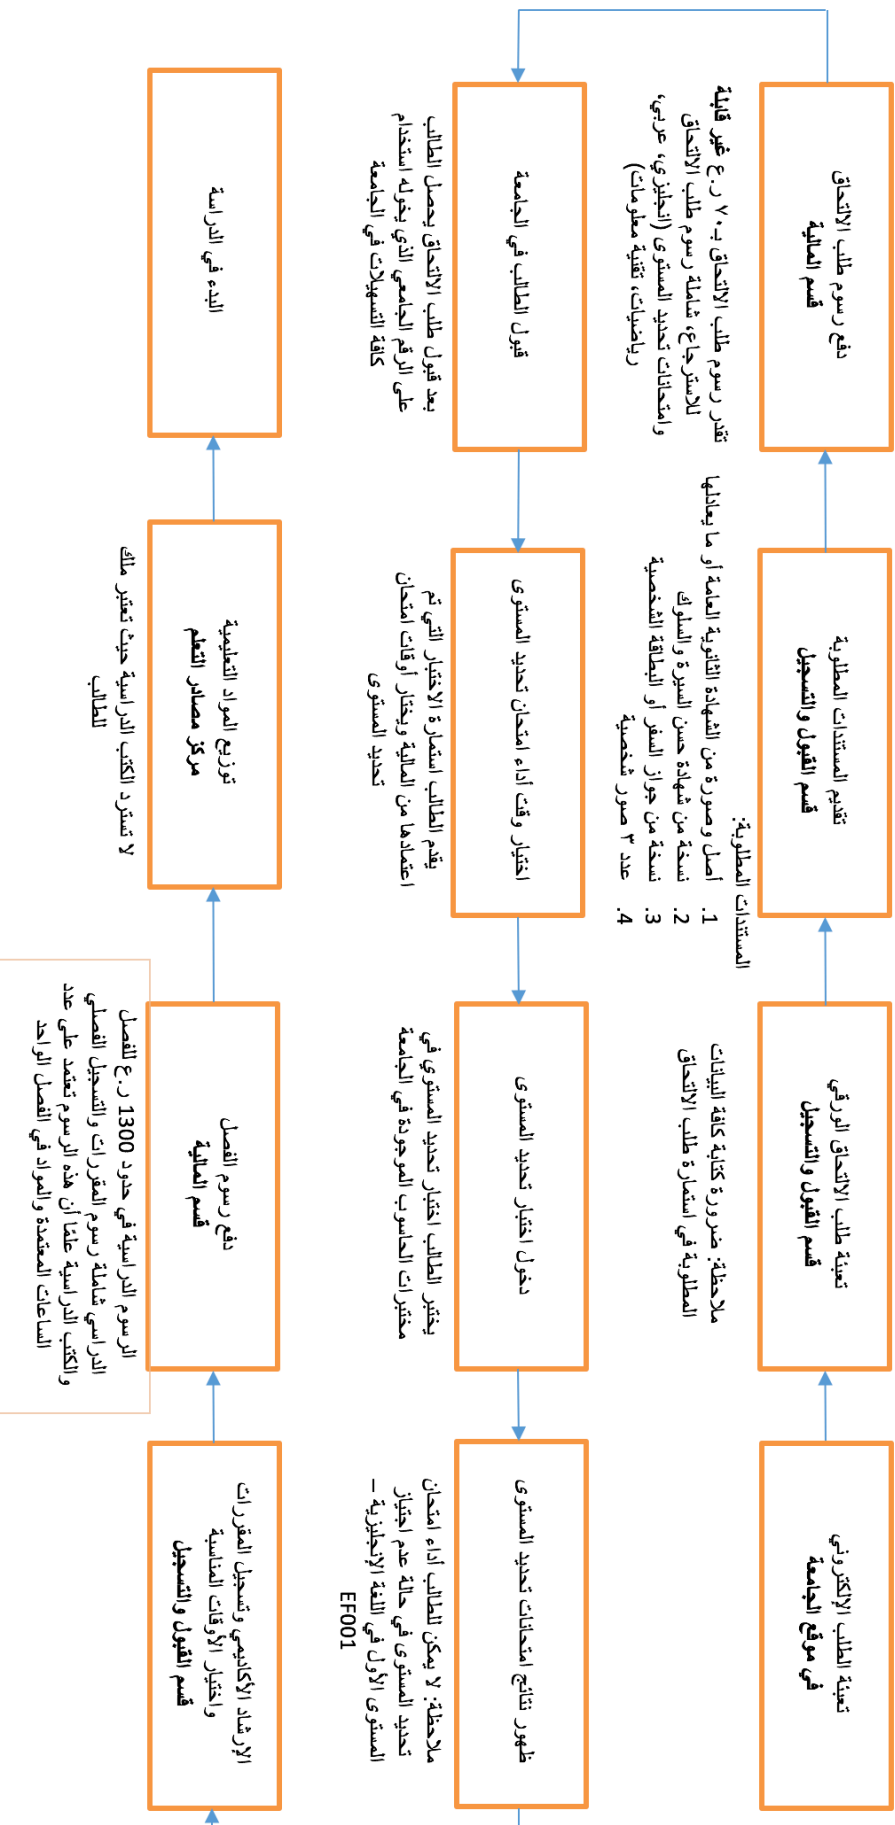 تعبئة الطلب الإلكتروني
في موقع الجامعة
تعبئة طلب الالتحاق الورقي
قسم القبول والتسجيل
ملاحظة: ضرورة كتابة كافة البيانات
المطلوبة في استمارة طلب الالتحاق
تقديم المستندات المطلوبة
قسم القبول والتسجيل
المستندات المطلوبة:
1. أصل وصورة من الشهادة الثانوية العامة أو ما يعادلها
2. نسخة من شهادة حسن السيرة والسلوك
3. نسخة من جواز السفر أو البطاقة الشخصية
4. عدد ٣ صور شخصية
دفع رسوم طلب الالتحاق
قسم المالية
تقدر رسوم طلب الالتحاق بـ ٧٠ ر.ع غير قابلة
للاسترجاع، شاملة رسوم طلب الالتحاق
وامتحانات تحديد المستوى (انجليزي، عربي،
رياضيات، تقنية معلومات)
قبول الطالب في الجامعة
بعد قبول طلب الالتحاق يحصل الطالب
على الرقم الجامعي الذي يخوله استخدام
كافة التسهيلات في الجامعة
اختيار وقت أداء امتحان تحديد المستوى
يقدم الطالب استمارة الاختبار التي تم
اعتمادها من المالية ويختار أوقات امتحان
تحديد المستوى
دخول اختبار تحديد المستوى
يختبر الطالب اختبار تحديد المستوي في
مختبرات الحاسوب الموجودة في الجامعة
ظهور نتائج امتحانات تحديد المستوى
ملاحظة: لا يمكن للطالب أداء امتحان
تحديد المستوى في حالة عدم اجتياز
المستوى الأول في اللغة الإنجليزية –
EF001
الإرشاد الأكاديمي وتسجيل المقررات
واختيار الأوقات المناسبة
قسم القبول والتسجيل
دفع رسوم الفصل
قسم المالية
الرسوم الدراسية في حدود 1300 ر.ع للفصل
الدراسي شاملة رسوم المقررات والتسجيل الفصلي
والكتب الدراسية علمًا أن هذه الرسوم تعتمد على عدد
الساعات المعتمدة والمواد في الفصل الواحد
توزيع المواد التعليمية
مركز مصادر التعلم
لا تسترد الكتب الدراسية حيث تعتبر ملك
للطالب
البدء في الدراسة